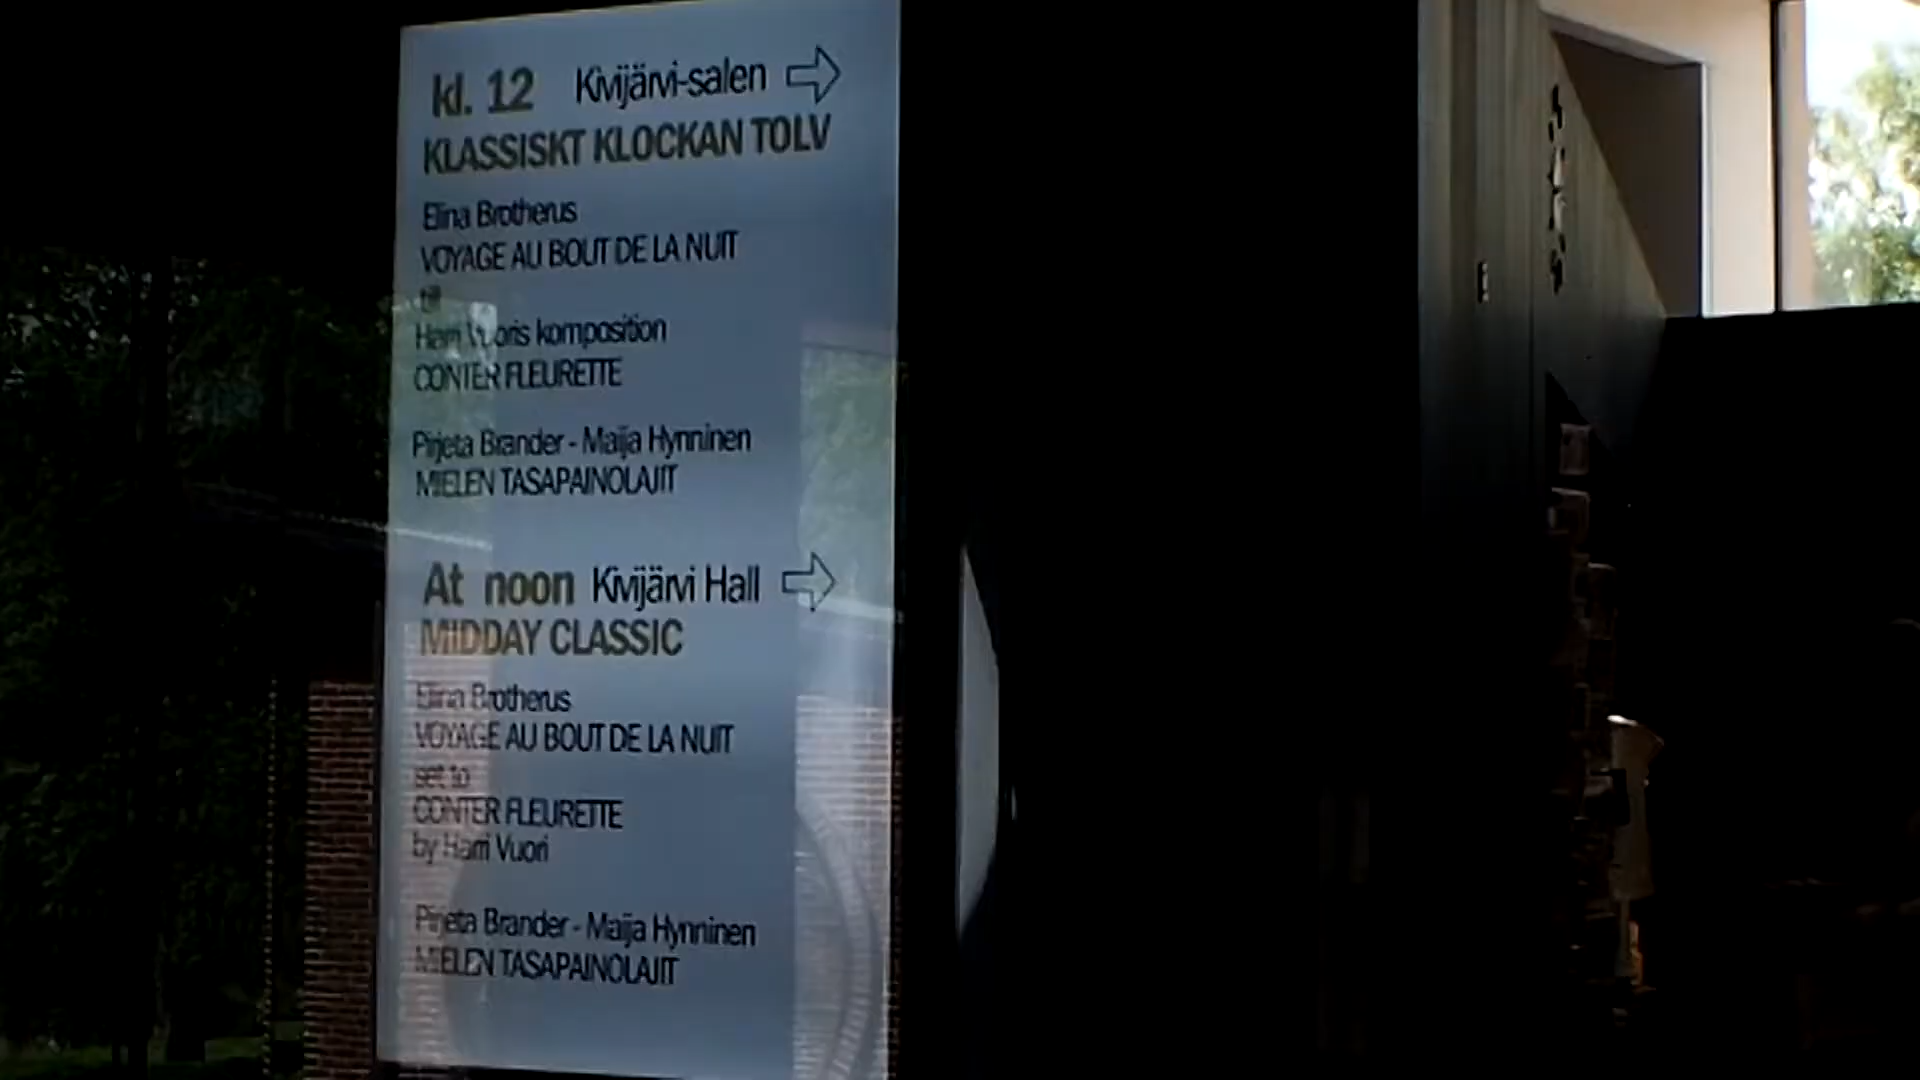 kl. 12 Kivijärvi-salen
KLASSISKT KLOCKAN TOLV
Elina Brotherus
VOYAGE AU BOUT DE LA NUIT
till
Harri Vuoris komposition
CONTER FLEURETTE
Pirjeta Brander - Maija Hynninen
MIELEN TASAPAINOLAJIT
At noon Kivijärvi Hall
MIDDAY CLASSIC
Elina Brotherus
VOYAGE AU BOUT DE LA NUIT
set to
CONTER FLEURETTE
by Harri Vuori
Pirjeta Brander - Maija Hynninen
MIELEN TASAPAINOLAJIT